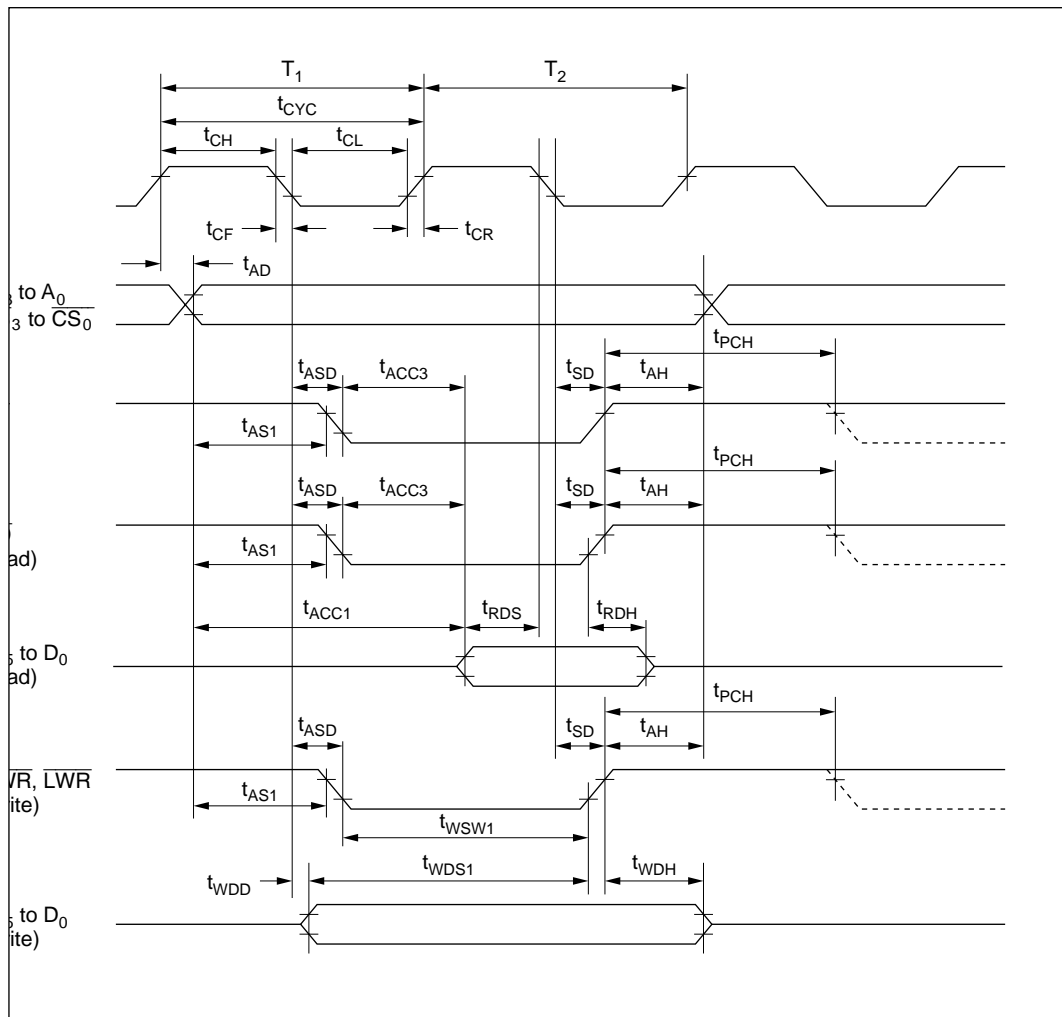 T1 T2
tCYC
tCH tCL
tCF tCR
tAD
to A0
3 to CS0
tPCH
tASD tACC3 tSD tAH
tAS1
tPCH
tASD tACC3 tSD tAH
tAS1
ad)
tACC1 tRDS tRDH
to D0
ad)
tPCH
tASD tSD tAH
WR, LWR
tAS1
ite)
tWSW1
tWDD tWDS1 tWDH
to D0
ite)